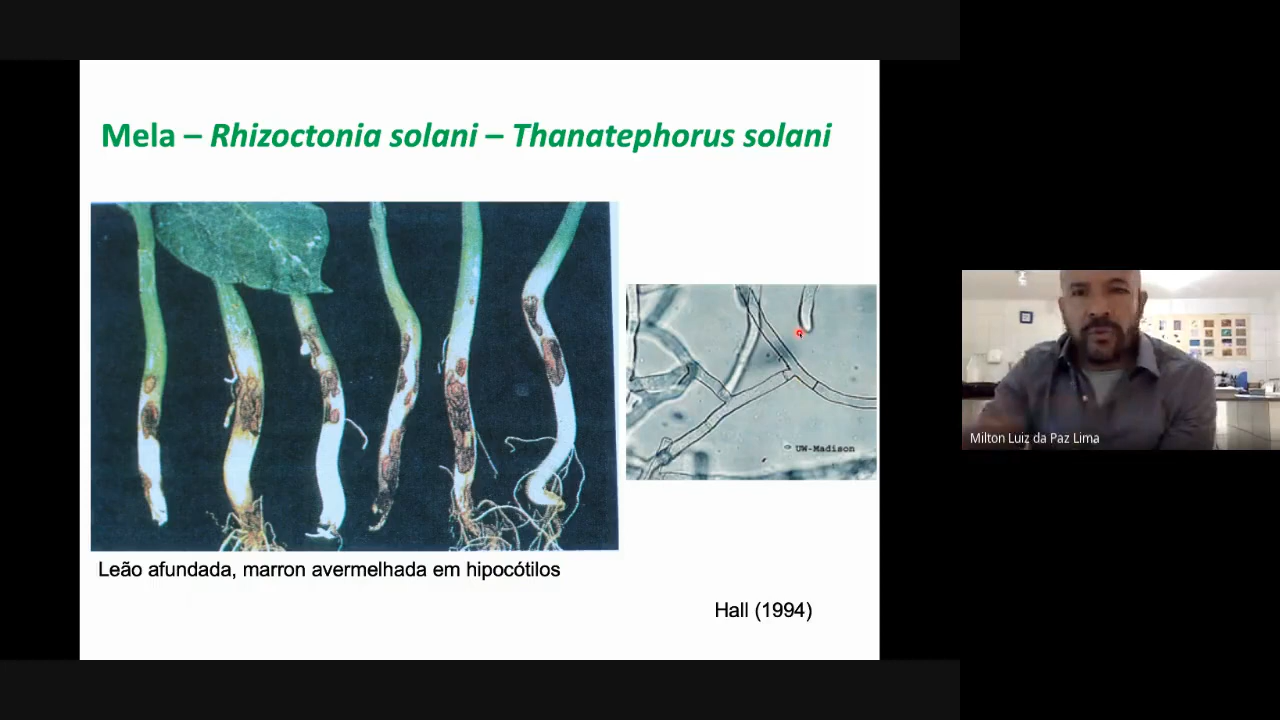 Mela – Rhizoctonia solani – Thanatephorus solani
UW-Madison
Leão afundada, marron avermelhada em hipocótilos
Hall (1994)
Milton Luiz da Paz Lima